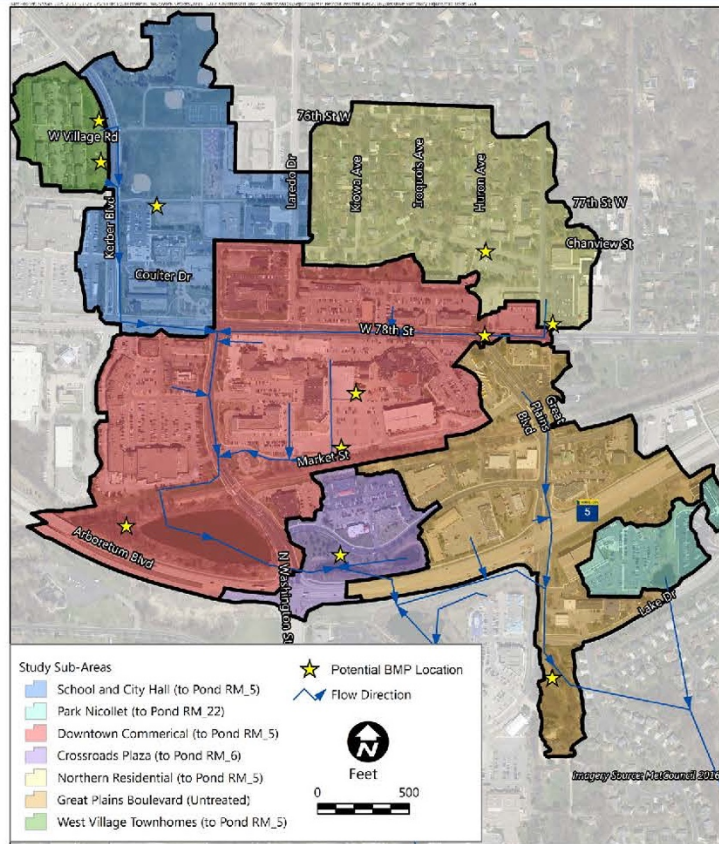 76th St W
W Village Rd
Kerber Blvd
Laredo Dr
Kiowa Ave
Iroquois Ave
Huron Ave
77th St W
Chanview St
Coulter Dr
W 78th St
Great
Plains
Blvd
Market St
5
Arboretum Blvd
N Washington St
Lake Dr
Study Sub-Areas
School and City Hall (to Pond RM_5)
Park Nicollet (to Pond RM_22)
Downtown Commerical (to Pond RM_5)
Crossroads Plaza (to Pond RM_6)
Northern Residential (to Pond RM_5)
Great Plains Boulevard (Untreated)
West Village Townhomes (to Pond RM_5)
Potential BMP Location
Flow Direction
N
Feet
0 500
Imagery Source: MetCouncil 2016